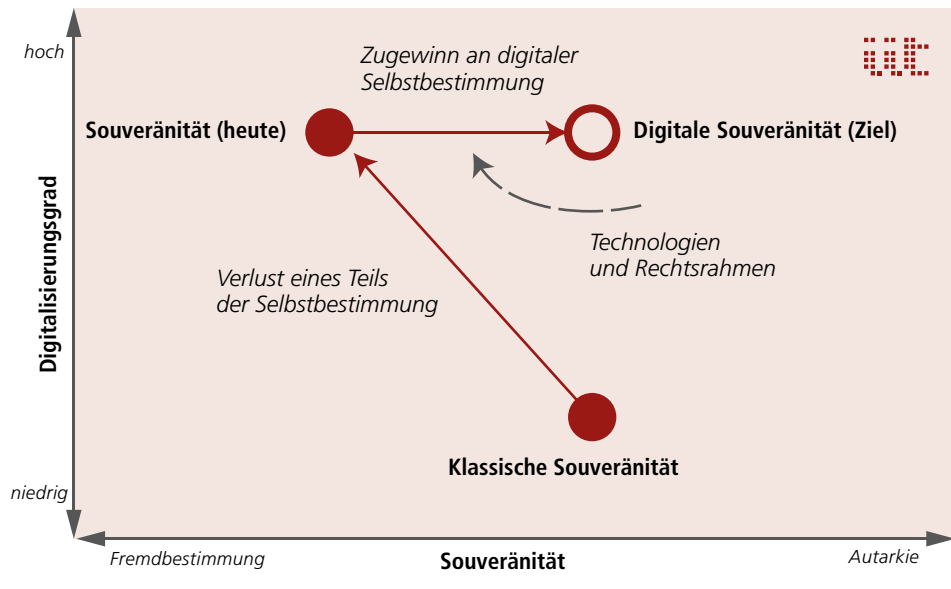 hoch
Zugewinn an digitaler
Selbstbestimmung
Souveränität (heute)
Digitale Souveränität (Ziel)
Digitalisierungsgrad
Technologien
und Rechtsrahmen
Verlust eines Teils
der Selbstbestimmung
Klassische Souveränität
niedrig
Fremdbestimmung
Souveränität
Autarkie